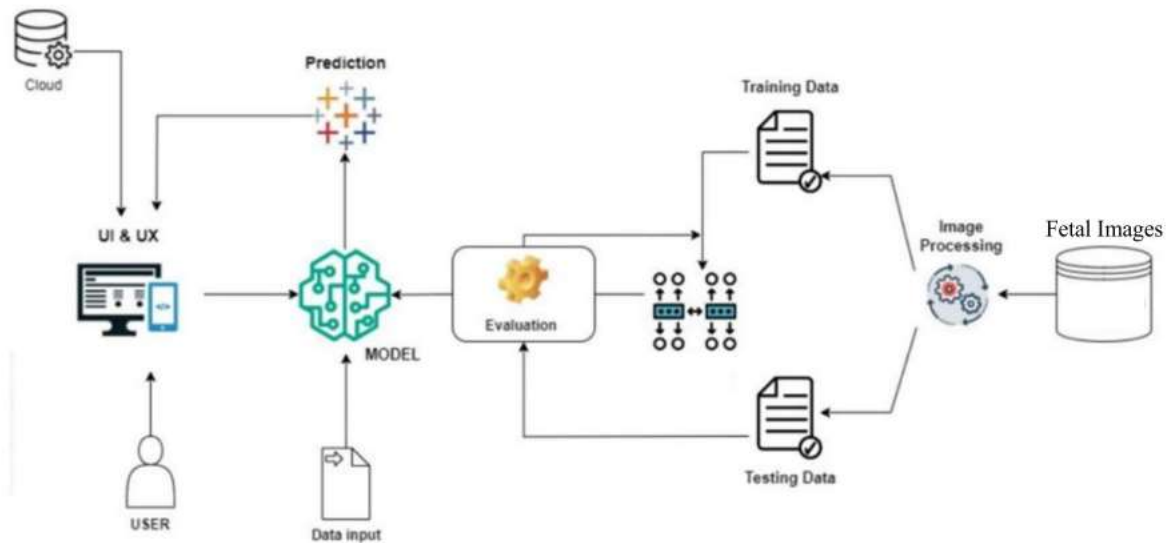 Cloud
Prediction
Training Data
UI & UX
Image
Processing
Fetal Images
Evaluation
MODEL
Testing Data
USER
Data input